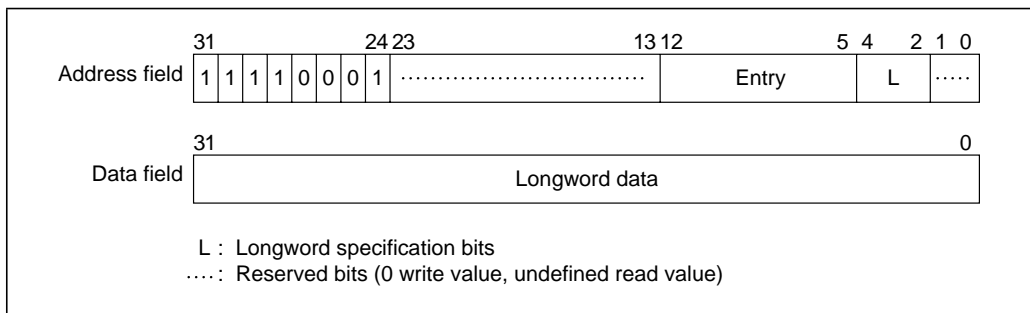 31 24 23 13 12 5 4 2 1 0
Address field 1 1 1 1 0 0 0 1 ................................. Entry L .....
31 0
Data field Longword data
L : Longword specification bits
.... : Reserved bits (0 write value, undefined read value)